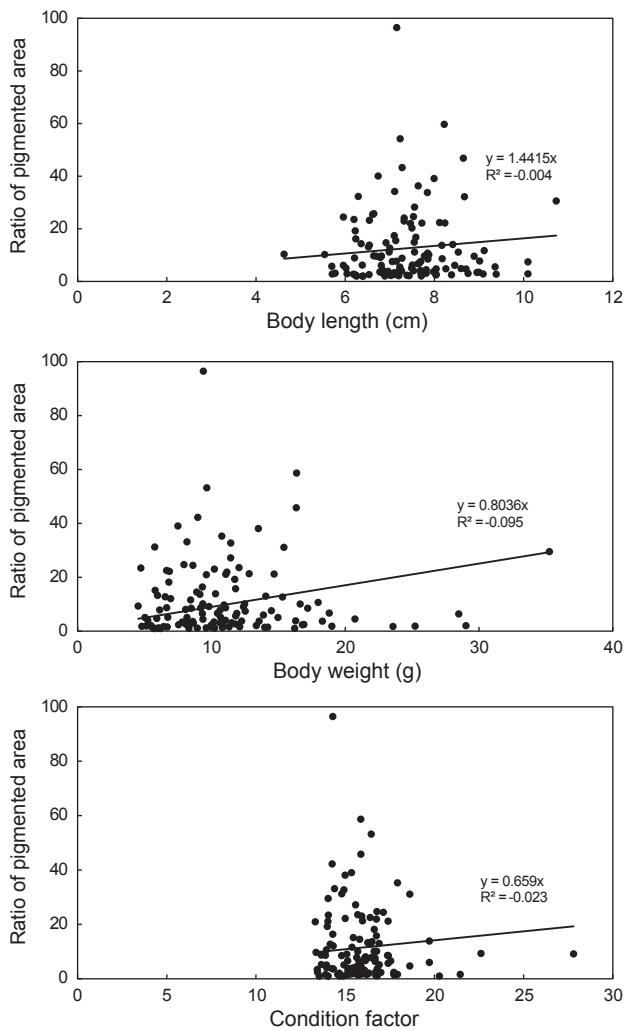 100
80
60
40
20
0
Ratio of pigmented area
y = 1.4415x
R² =-0.004
0 2 4 6 8 10 12
Body length (cm)
100
80
60
40
20
0
Ratio of pigmented area
y = 0.8036x
R² =-0.095
0 10 20 30 40
Body weight (g)
100
80
60
40
20
0
Ratio of pigmented area
y = 0.659x
R² =-0.023
0 5 10 15 20 25 30
Condition factor